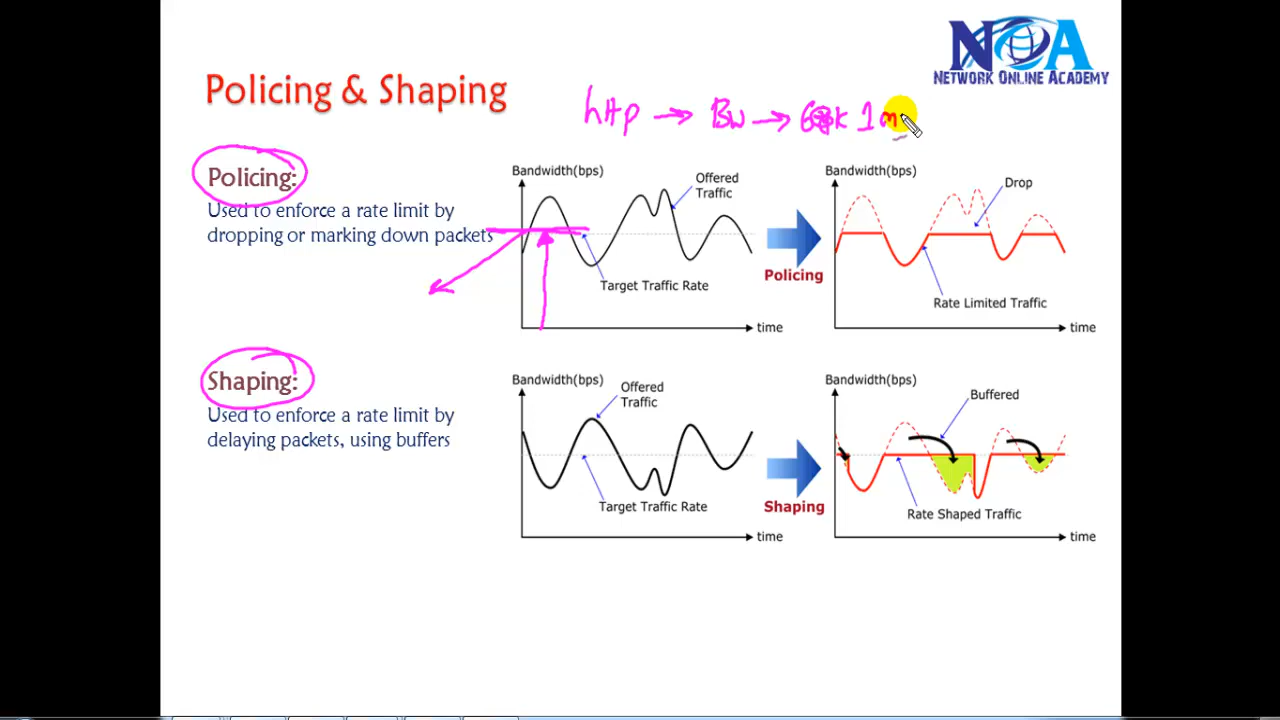 NOA
NETWORK ONLINE ACADEMY
Policing & Shaping
http → BW → 1m
Policing:
Used to enforce a rate limit by
dropping or marking down packets
Bandwidth(bps)
Offered
Traffic
Target Traffic Rate
time
Policing
Bandwidth(bps)
Drop
Rate Limited Traffic
time
Shaping:
Used to enforce a rate limit by
delaying packets, using buffers
Bandwidth(bps)
Offered
Traffic
Target Traffic Rate
time
Shaping
Bandwidth(bps)
Buffered
Rate Shaped Traffic
time